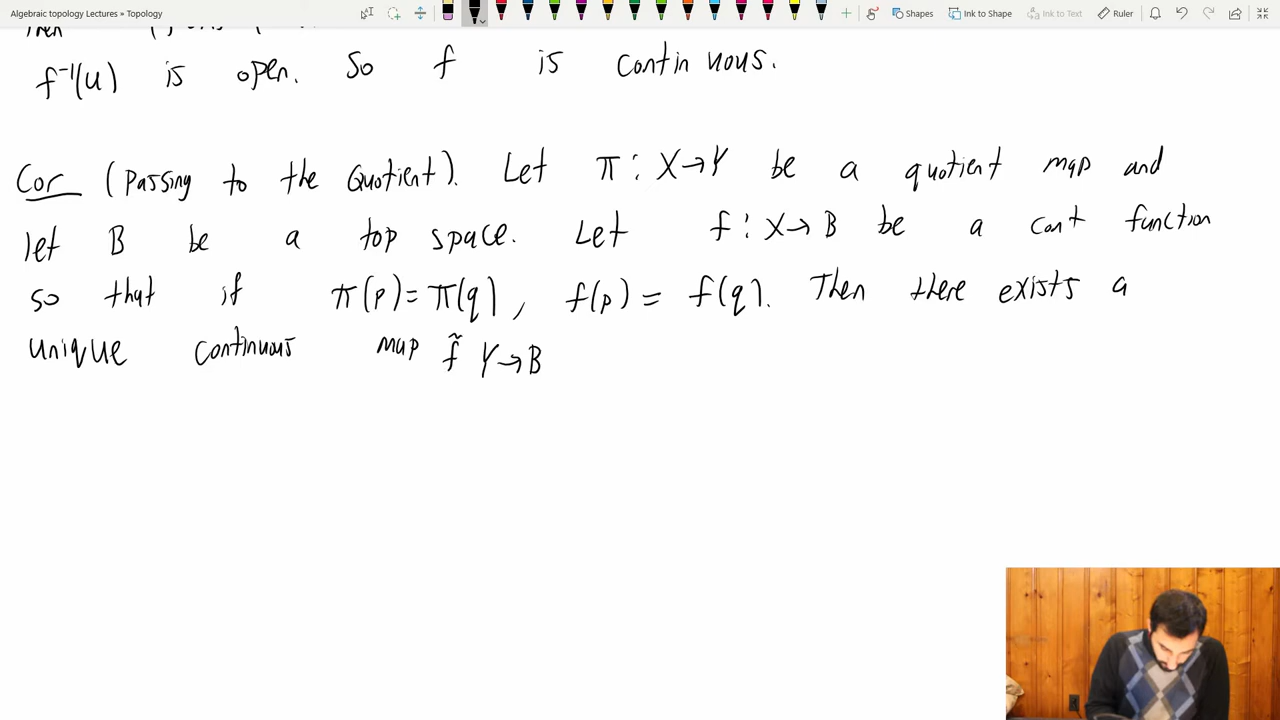 Algebraic topology Lectures » Topology
Shapes Ink to Shape Ink to Text Ruler
Then
f⁻¹(u) is open. So f is continuous.
Cor (Passing to the Quotient). Let π : X→Y be a quotient map and
let B be a top space. Let f : X→B be a cont function
so that if π(p) = π(q), f(p) = f(q). Then there exists a
unique continuous map f̃ Y→B